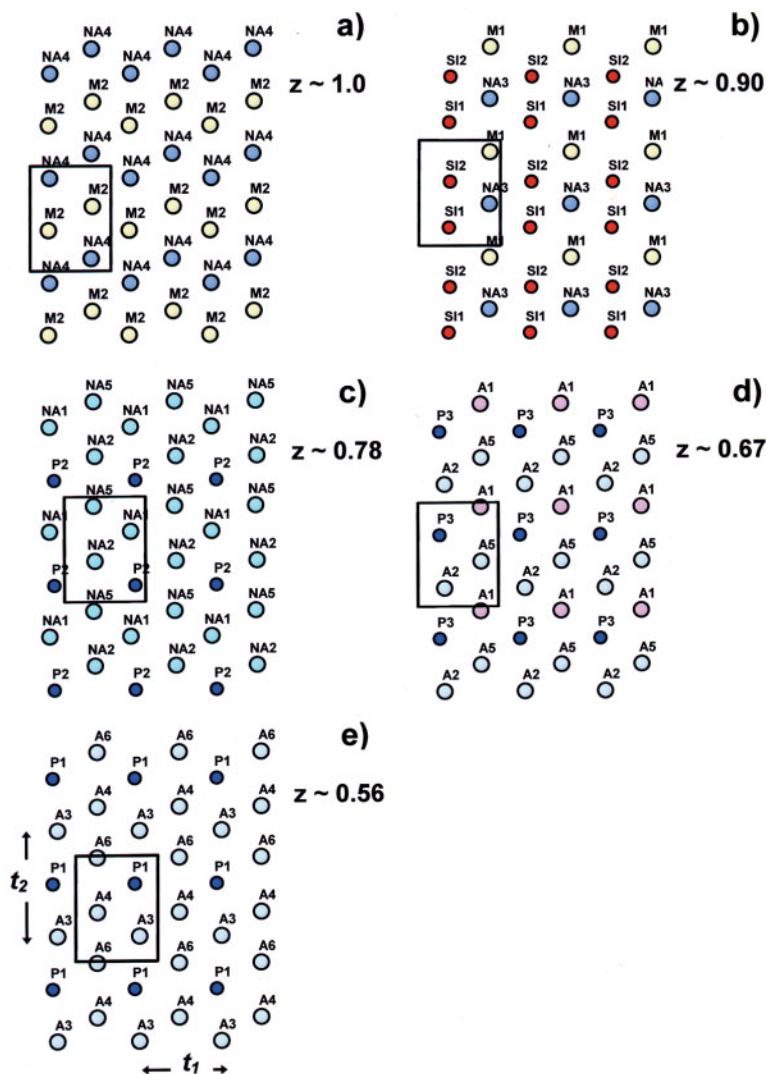 a)
NA4 NA4 NA4
NA4 NA4 NA4
z ~ 1.0
M2 M2 M2
M2 M2 M2
NA4 NA4 NA4
NA4 NA4 NA4
M2 M2 M2
M2 M2 M2
NA4 NA4 NA4
NA4 NA4 NA4
M2 M2 M2
M2 M2 M2
b)
M1 M1 M1
SI2 SI2 SI2
z ~ 0.90
NA3 NA3 NA
SI1 SI1 SI1
M1 M1 M1
SI2 SI2 SI2
NA3 NA3 NA3
SI1 SI1 SI1
M1 M1 M1
SI2 SI2 SI2
NA3 NA3 NA3
SI1 SI1 SI1
c)
NA5 NA5 NA5
NA1 NA1 NA1
z ~ 0.78
NA2 NA2 NA2
P2 P2 P2
NA5 NA5 NA5
NA1 NA1 NA1
NA2 NA2 NA2
P2 P2 P2
NA5 NA5 NA5
NA1 NA1 NA1
NA2 NA2 NA2
P2 P2 P2
d)
A1 A1 A1
P3 P3 P3
z ~ 0.67
A5 A5 A5
A2 A2 A2
A1 A1 A1
P3 P3 P3
A5 A5 A5
A2 A2 A2
A1 A1 A1
P3 P3 P3
A5 A5 A5
A2 A2 A2
e)
A6 A6 A6
P1 P1 P1
z ~ 0.56
A4 A4 A4
A3 A3 A3
A6 A6 A6
P1 P1 P1
t2
A4 A4 A4
A3 A3 A3
A6 A6 A6
P1 P1 P1
A4 A4 A4
A3 A3 A3
t1